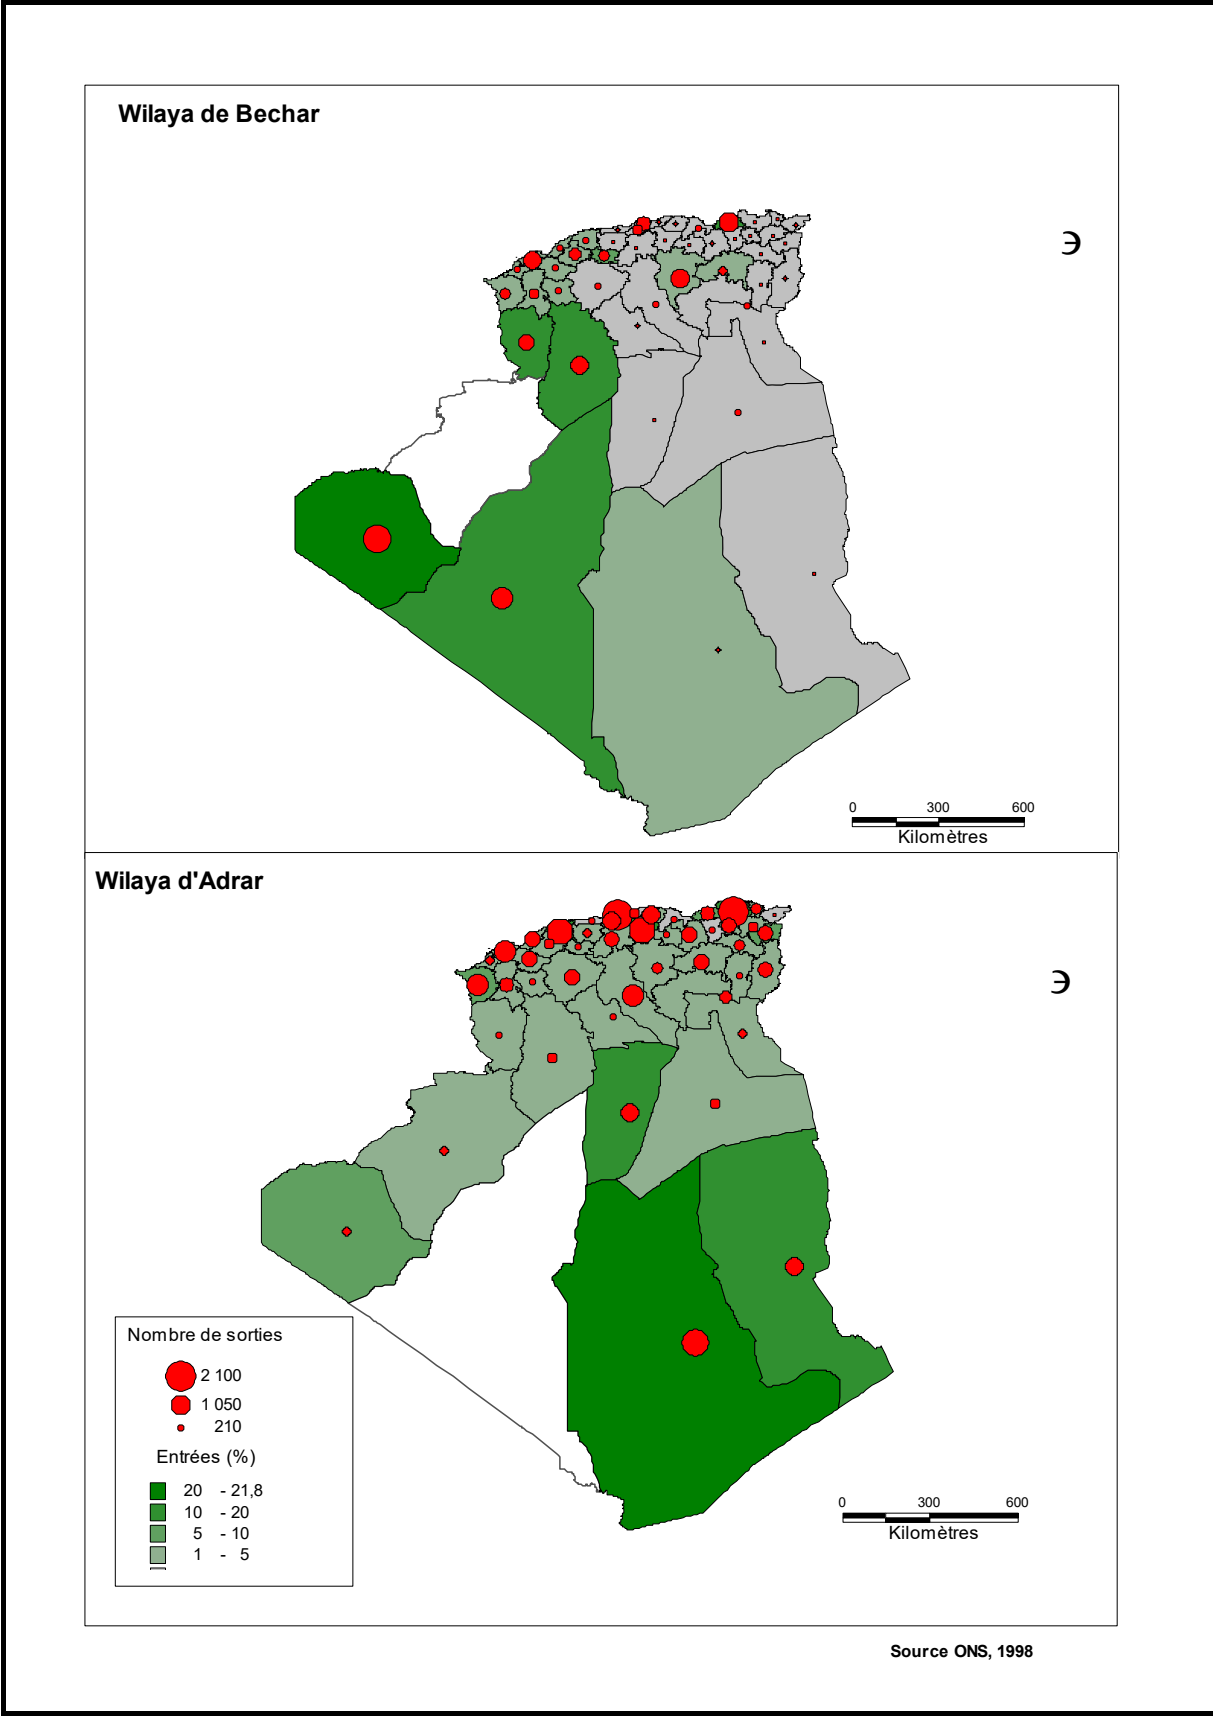 Wilaya de Bechar
϶
0 300 600
Kilomètres
Wilaya d'Adrar
϶
Nombre de sorties
2 100
1 050
210
Entrées (%)
20 - 21,8
10 - 20
5 - 10
1 - 5
0 300 600
Kilomètres
Source ONS, 1998